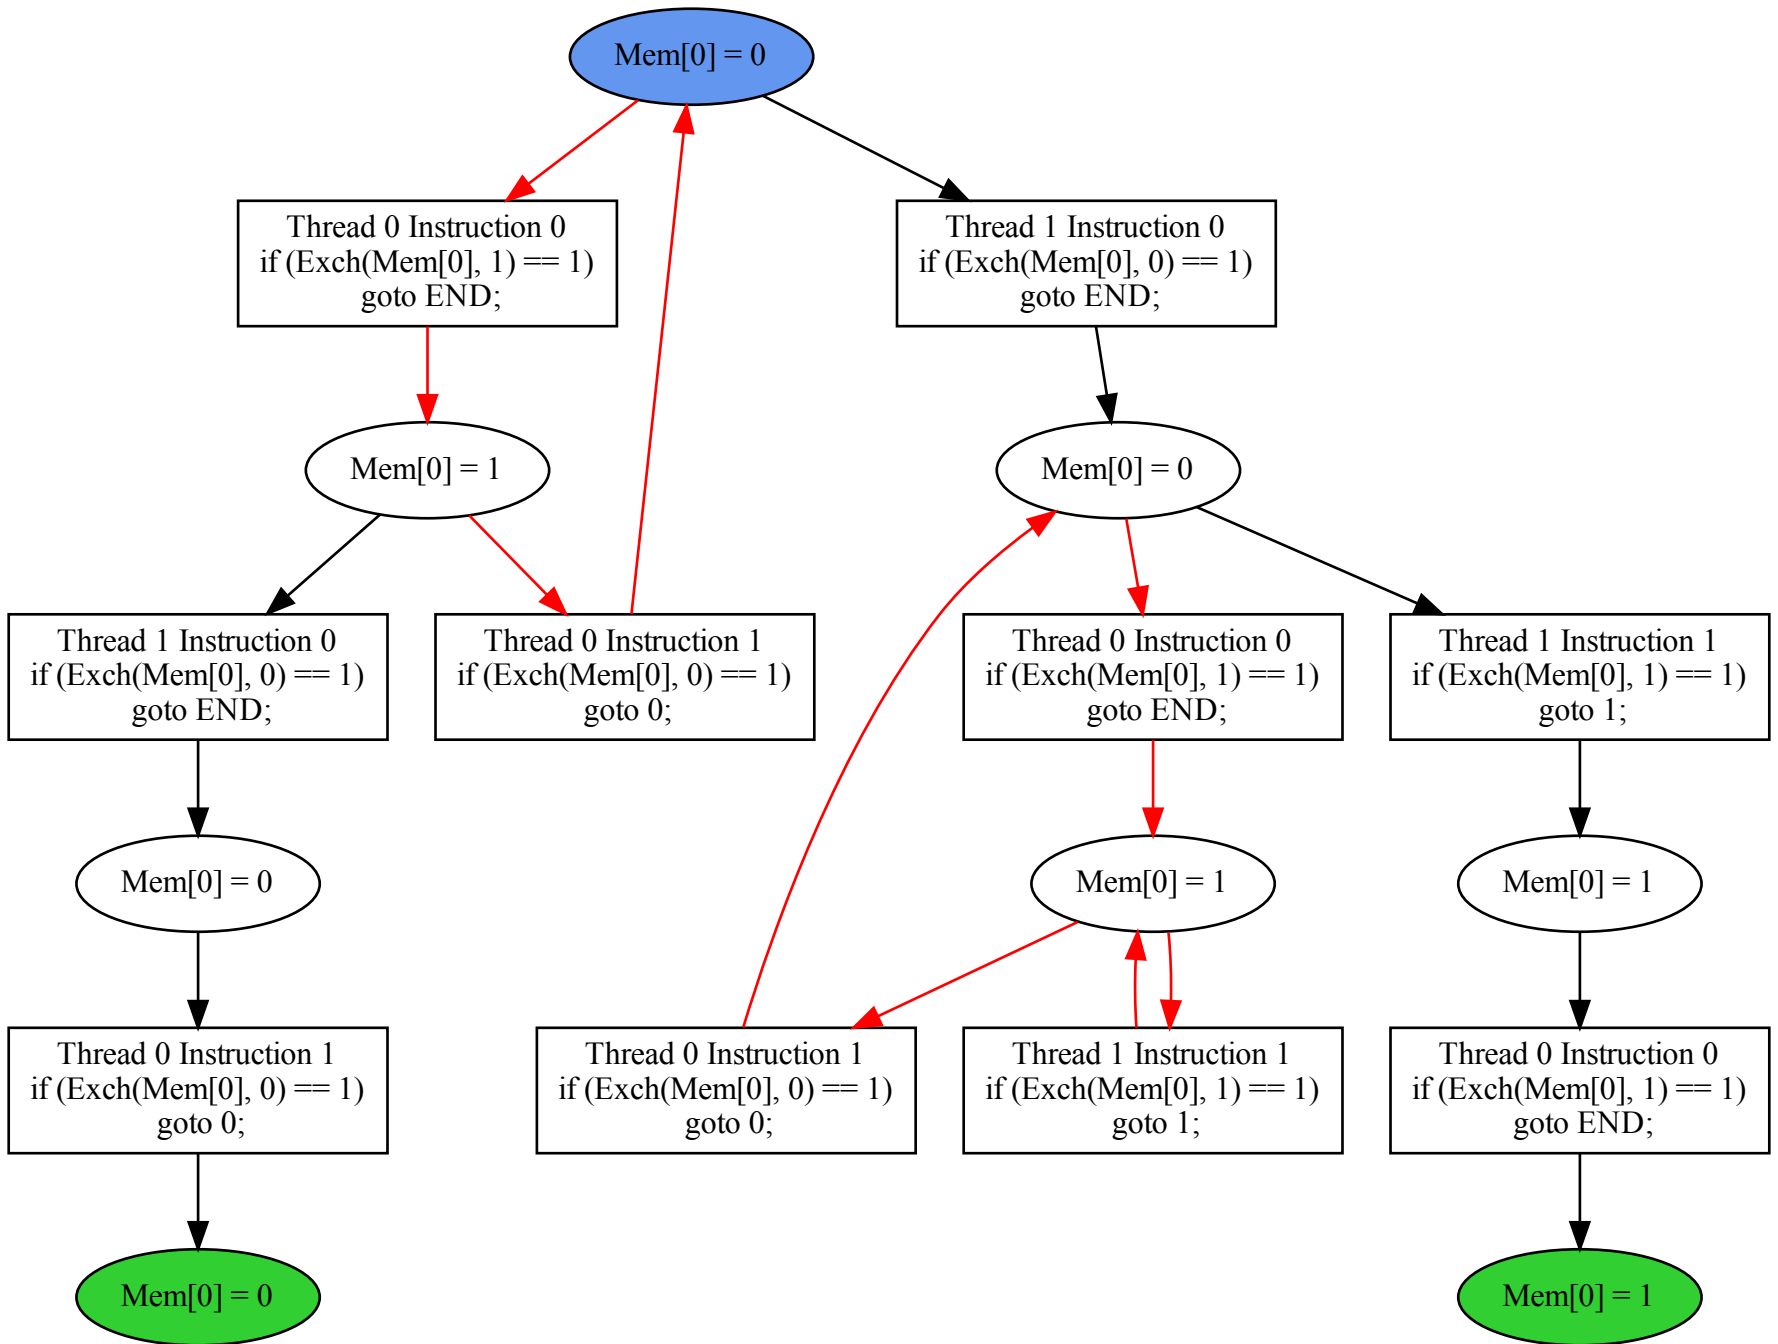 Mem[0] = 0
Thread 0 Instruction 0
if (Exch(Mem[0], 1) == 1)
goto END;
Thread 1 Instruction 0
if (Exch(Mem[0], 0) == 1)
goto END;
Mem[0] = 1
Mem[0] = 0
Thread 1 Instruction 0
if (Exch(Mem[0], 0) == 1)
goto END;
Thread 0 Instruction 1
if (Exch(Mem[0], 0) == 1)
goto 0;
Thread 0 Instruction 0
if (Exch(Mem[0], 1) == 1)
goto END;
Thread 1 Instruction 1
if (Exch(Mem[0], 1) == 1)
goto 1;
Mem[0] = 0
Mem[0] = 1
Mem[0] = 1
Thread 0 Instruction 1
if (Exch(Mem[0], 0) == 1)
goto 0;
Thread 0 Instruction 1
if (Exch(Mem[0], 0) == 1)
goto 0;
Thread 1 Instruction 1
if (Exch(Mem[0], 1) == 1)
goto 1;
Thread 0 Instruction 0
if (Exch(Mem[0], 1) == 1)
goto END;
Mem[0] = 0
Mem[0] = 1